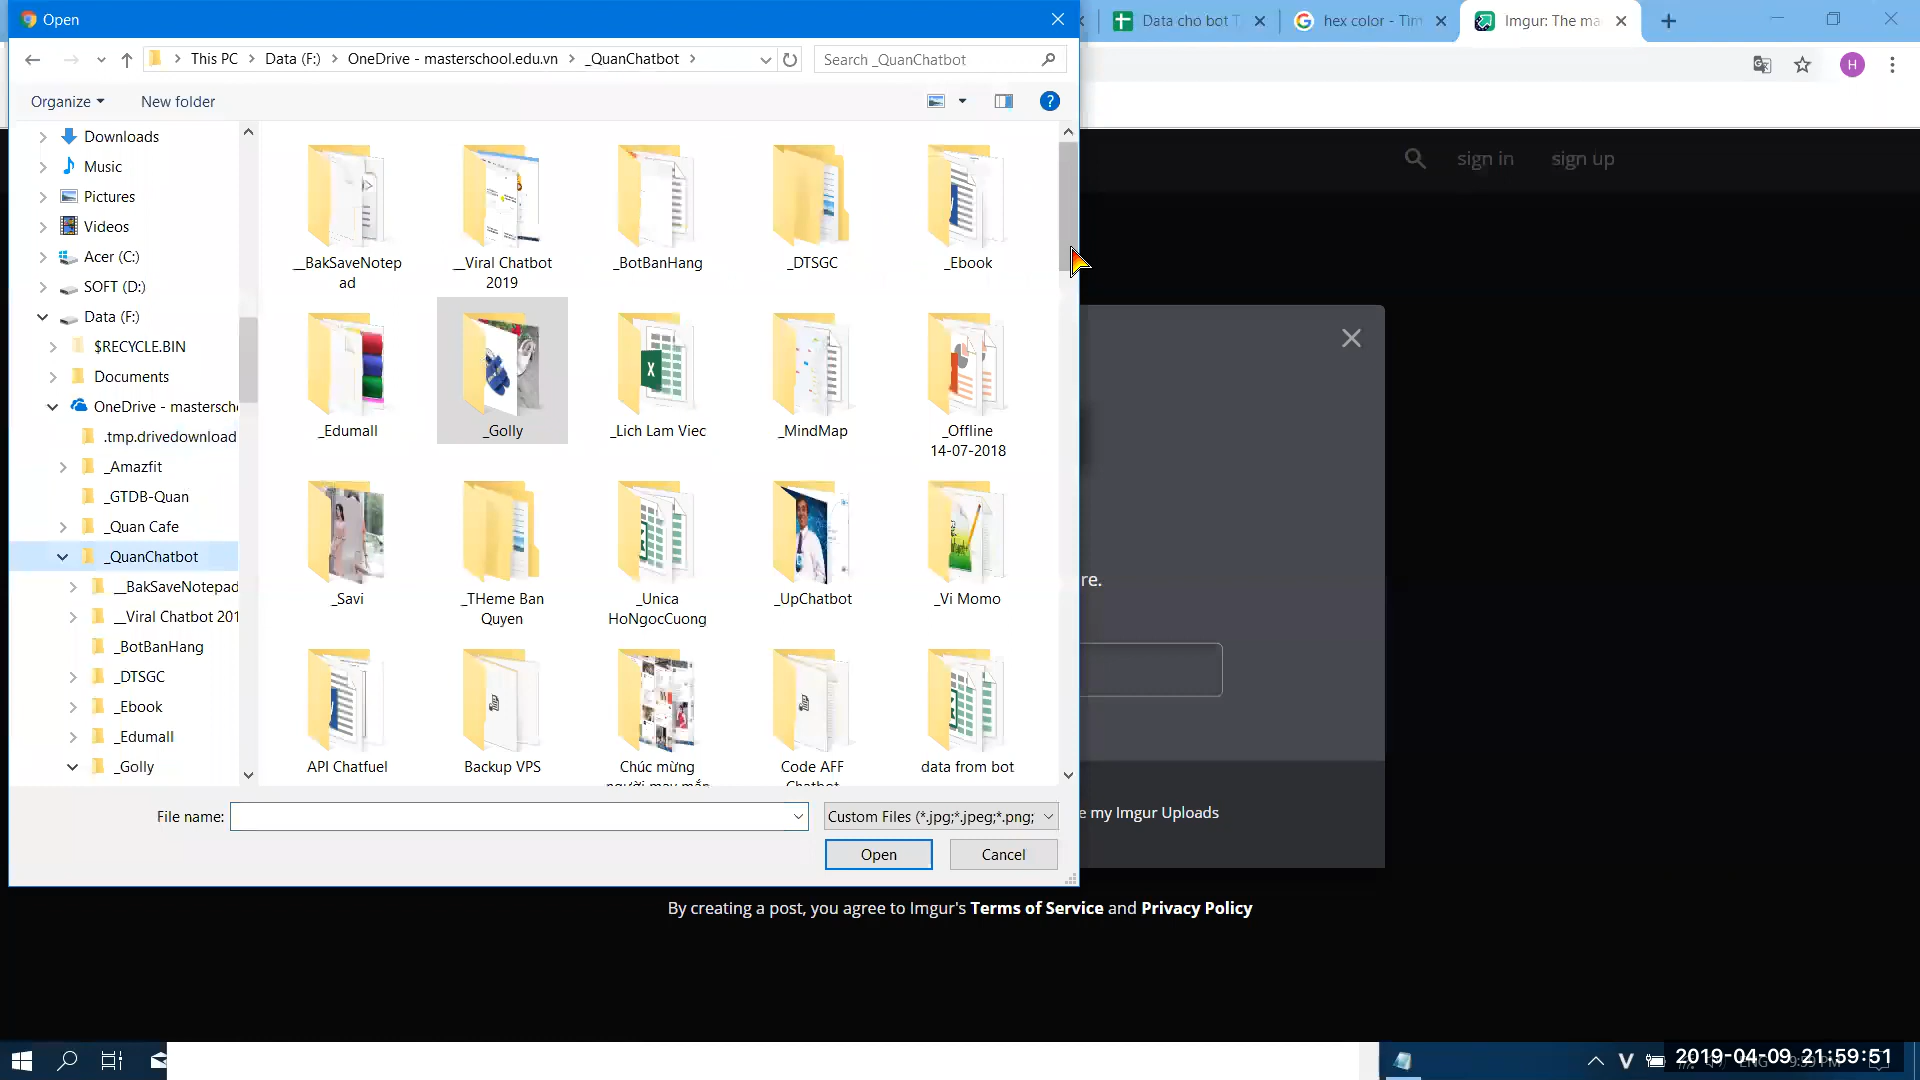 Open
Data cho bot T
hex color - Tìm
Imgur: The ma
This PC > Data (F:) > OneDrive - masterschool.edu.vn > _QuanChatbot >
Search _QuanChatbot
H
Organize
New folder
Downloads
Music
Pictures
Videos
Acer (C:)
SOFT (D:)
Data (F:)
$RECYCLE.BIN
Documents
OneDrive - mastersch
.tmp.drivedownload
_Amazfit
_GTDB-Quan
_Quan Cafe
_QuanChatbot
__BakSaveNotepad
__Viral Chatbot 201
_BotBanHang
_DTSGC
_Ebook
_Edumall
_Golly
__BakSaveNotep
ad
__Viral Chatbot
2019
_BotBanHang
_DTSGC
_Ebook
_Edumall
_Golly
_Lich Lam Viec
_MindMap
_Offline
14-07-2018
_Savi
_THeme Ban
Quyen
_Unica
HoNgocCuong
_UpChatbot
_Vi Momo
API Chatfuel
Backup VPS
Chúc mừng
người may mắn
Code AFF
Chatbot
data from bot
File name:
Custom Files (*.jpg;*.jpeg;*.png;
Open
Cancel
sign in
sign up
re.
e my Imgur Uploads
By creating a post, you agree to Imgur's Terms of Service and Privacy Policy
2019-04-09 21:59:51